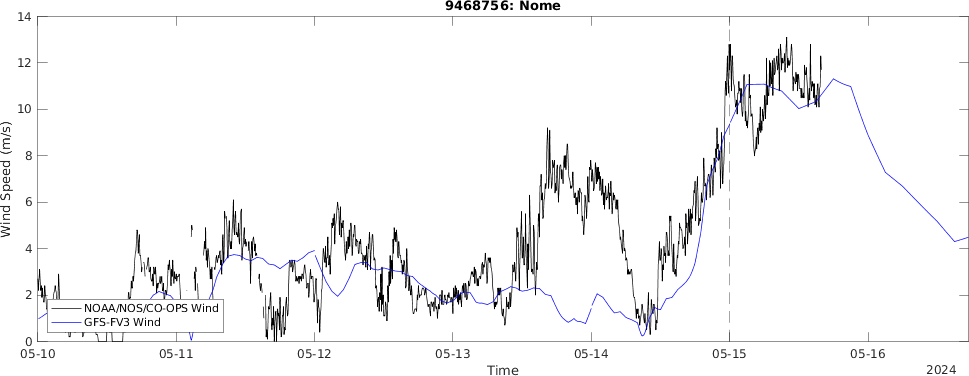 9468756: Nome
14
12
10
8
6
4
2
0
Wind Speed (m/s)
NOAA/NOS/CO-OPS Wind
GFS-FV3 Wind
05-10 05-11 05-12 05-13 05-14 05-15 05-16
Time
2024